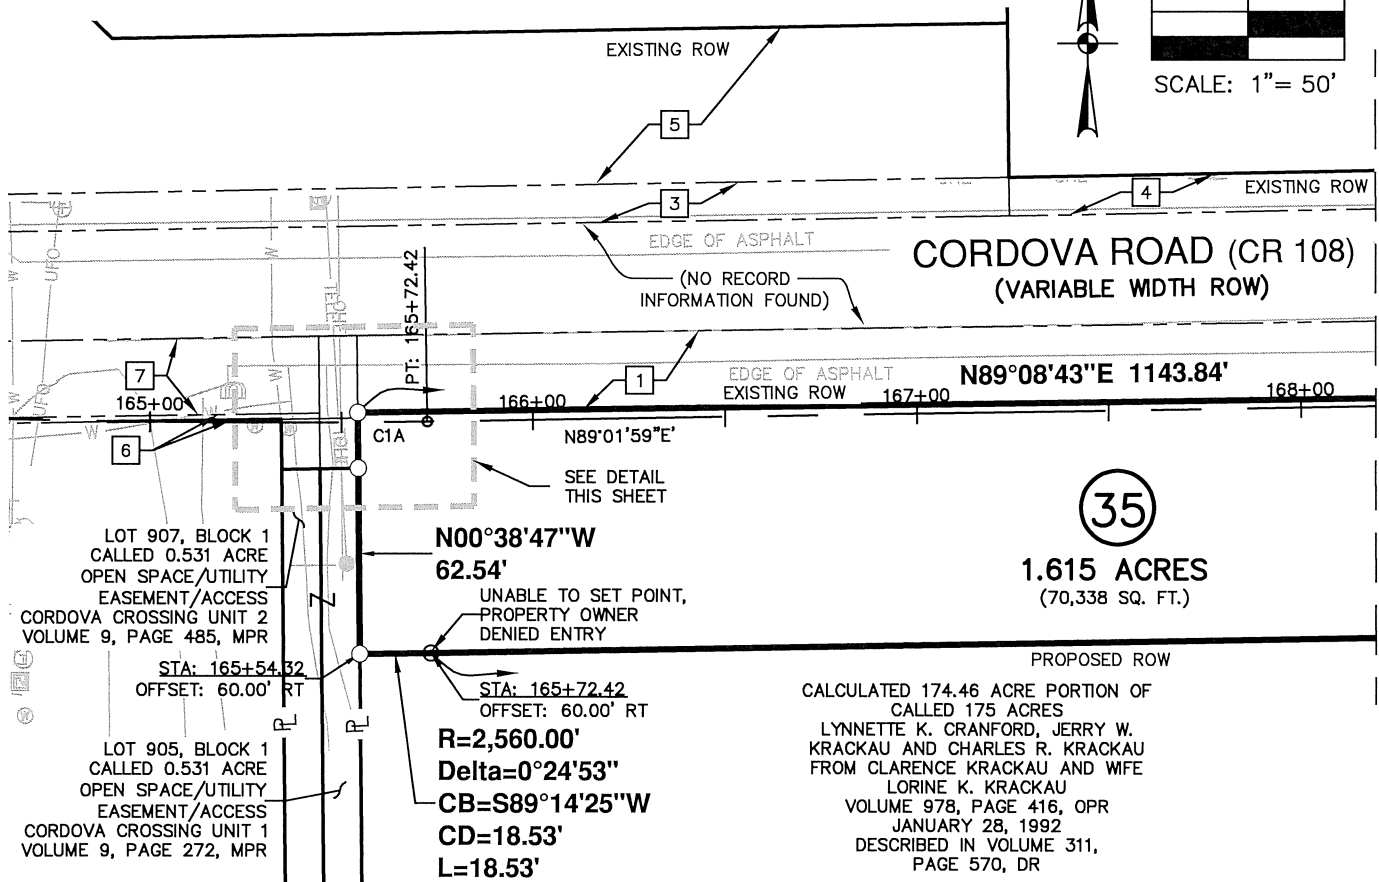 EXISTING ROW
SCALE: 1"= 50'
5
3
4
EXISTING ROW
EDGE OF ASPHALT
CORDOVA ROAD (CR 108)
(VARIABLE WIDTH ROW)
(NO RECORD
INFORMATION FOUND)
UFO
W
W
PT: 165+72.42
7
1
EDGE OF ASPHALT
EXISTING ROW
N89°08'43"E 1143.84'
165+00
166+00
167+00
168+00
W
W
W
UFO
W
6
C1A
N89°01'59"E'
SEE DETAIL
THIS SHEET
35
1.615 ACRES
(70,338 SQ. FT.)
LOT 907, BLOCK 1
CALLED 0.531 ACRE
OPEN SPACE/UTILITY
EASEMENT/ACCESS
CORDOVA CROSSING UNIT 2
VOLUME 9, PAGE 485, MPR
N00°38'47"W
62.54'
UNABLE TO SET POINT,
PROPERTY OWNER
DENIED ENTRY
STA: 165+54.32
OFFSET: 60.00' RT
STA: 165+72.42
OFFSET: 60.00' RT
PROPOSED ROW
CALCULATED 174.46 ACRE PORTION OF
CALLED 175 ACRES
LYNNETTE K. CRANFORD, JERRY W.
KRACKAU AND CHARLES R. KRACKAU
FROM CLARENCE KRACKAU AND WIFE
LORINE K. KRACKAU
VOLUME 978, PAGE 416, OPR
JANUARY 28, 1992
DESCRIBED IN VOLUME 311,
PAGE 570, DR
R=2,560.00'
Delta=0°24'53"
CB=S89°14'25"W
CD=18.53'
L=18.53'
LOT 905, BLOCK 1
CALLED 0.531 ACRE
OPEN SPACE/UTILITY
EASEMENT/ACCESS
CORDOVA CROSSING UNIT 1
VOLUME 9, PAGE 272, MPR